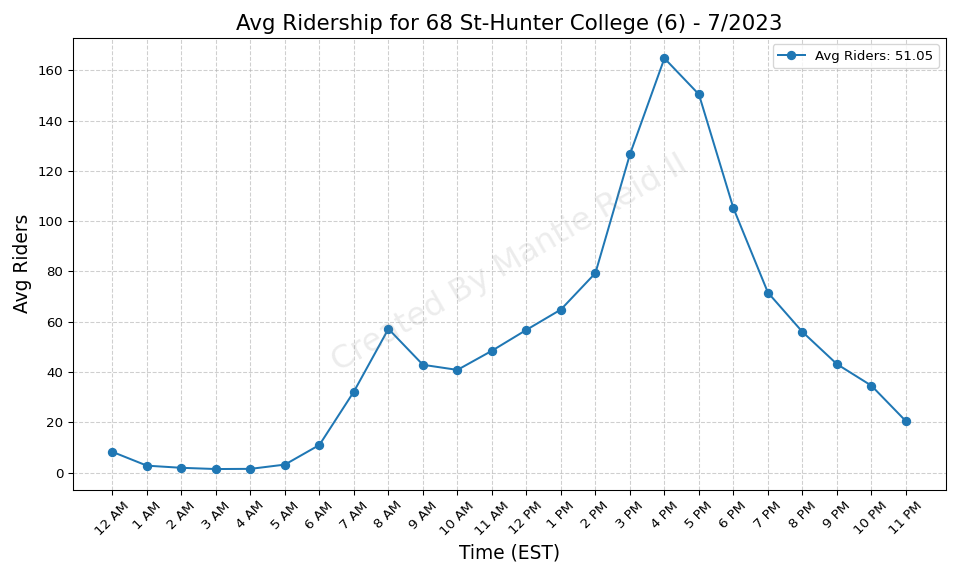 Avg Ridership for 68 St-Hunter College (6) - 7/2023
Avg Riders: 51.05
160
140
120
100
80
60
40
20
0
Avg Riders
Created By Mantle Reid II
12 AM
1 AM
2 AM
3 AM
4 AM
5 AM
6 AM
7 AM
8 AM
9 AM
10 AM
11 AM
12 PM
1 PM
2 PM
3 PM
4 PM
5 PM
6 PM
7 PM
8 PM
9 PM
10 PM
11 PM
Time (EST)